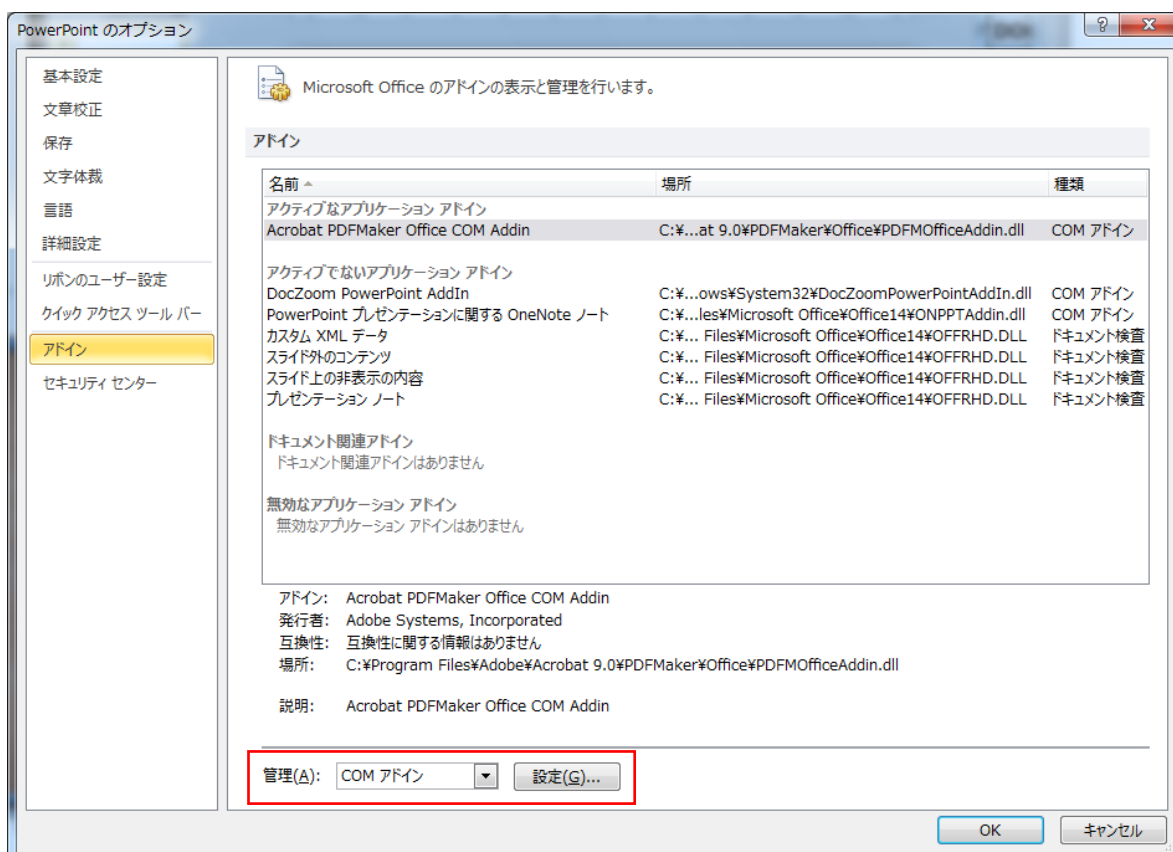 PowerPoint のオプション
基本設定
文章校正
保存
文字体裁
言語
詳細設定
リボンのユーザー設定
クイック アクセス ツール バー
アドイン
セキュリティ センター
Microsoft Office のアドインの表示と管理を行います。
アドイン
名前 場所 種類
アクティブなアプリケーション アドイン
Acrobat PDFMaker Office COM Addin C:¥...at 9.0¥PDFMaker¥Office¥PDFMOfficeAddin.dll COM アドイン
アクティブでないアプリケーション アドイン
DocZoom PowerPoint AddIn C:¥...ows¥System32¥DocZoomPowerPointAddIn.dll COM アドイン
PowerPoint プレゼンテーションに関する OneNote ノート C:¥...les¥Microsoft Office¥Office14¥ONPPTAddin.dll COM アドイン
カスタム XML データ C:¥... Files¥Microsoft Office¥Office14¥OFFRHD.DLL ドキュメント検査
スライド外のコンテンツ C:¥... Files¥Microsoft Office¥Office14¥OFFRHD.DLL ドキュメント検査
スライド上の非表示の内容 C:¥... Files¥Microsoft Office¥Office14¥OFFRHD.DLL ドキュメント検査
プレゼンテーション ノート C:¥... Files¥Microsoft Office¥Office14¥OFFRHD.DLL ドキュメント検査
ドキュメント関連アドイン
ドキュメント関連アドインはありません
無効なアプリケーション アドイン
無効なアプリケーション アドインはありません
アドイン: Acrobat PDFMaker Office COM Addin
発行者: Adobe Systems, Incorporated
互換性: 互換性に関する情報はありません
場所: C:¥Program Files¥Adobe¥Acrobat 9.0¥PDFMaker¥Office¥PDFMOfficeAddin.dll
説明: Acrobat PDFMaker Office COM Addin
管理(A): COM アドイン 設定(G)...
OK キャンセル